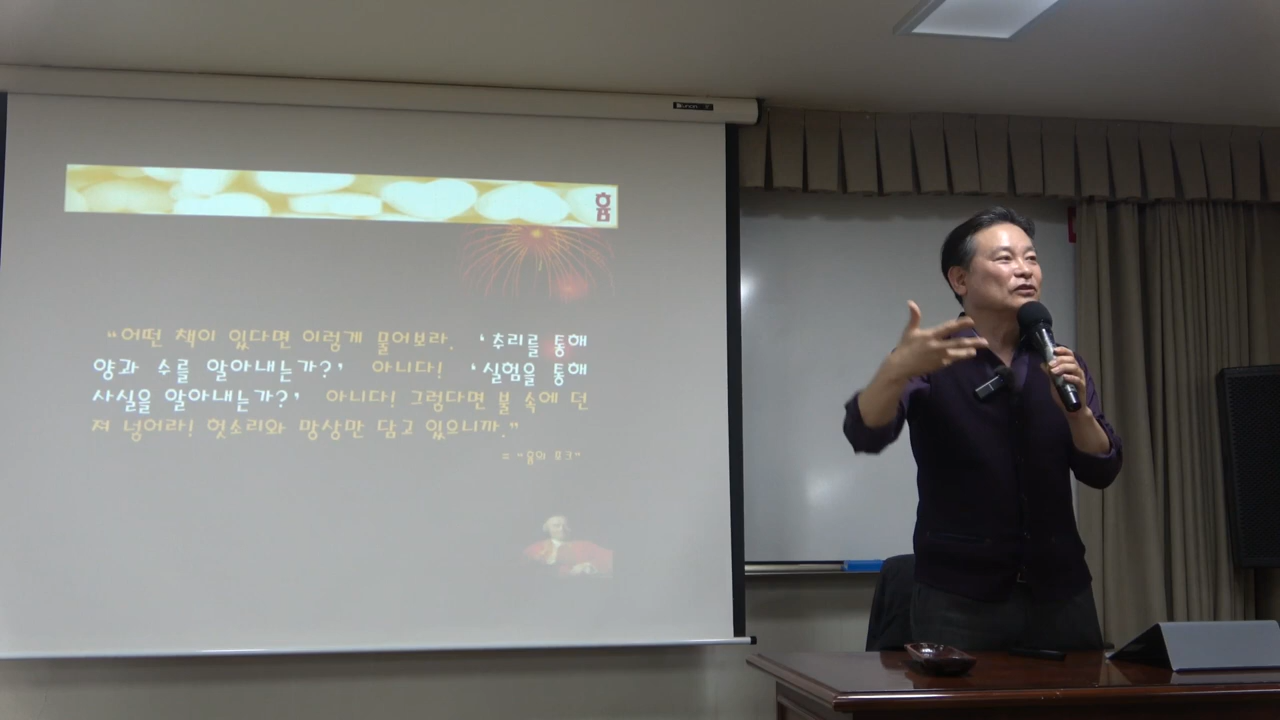 흄
“어떤 책이 있다면 이렇게 물어보라. ‘추리를 통해
양과 수를 알아내는가?’ 아니다! ‘실험을 통해
사실을 알아내는가?’ 아니다! 그렇다면 불 속에 던
져 넣어라! 헛소리와 망상만 담고 있으니까.”
= “흄의 포크”